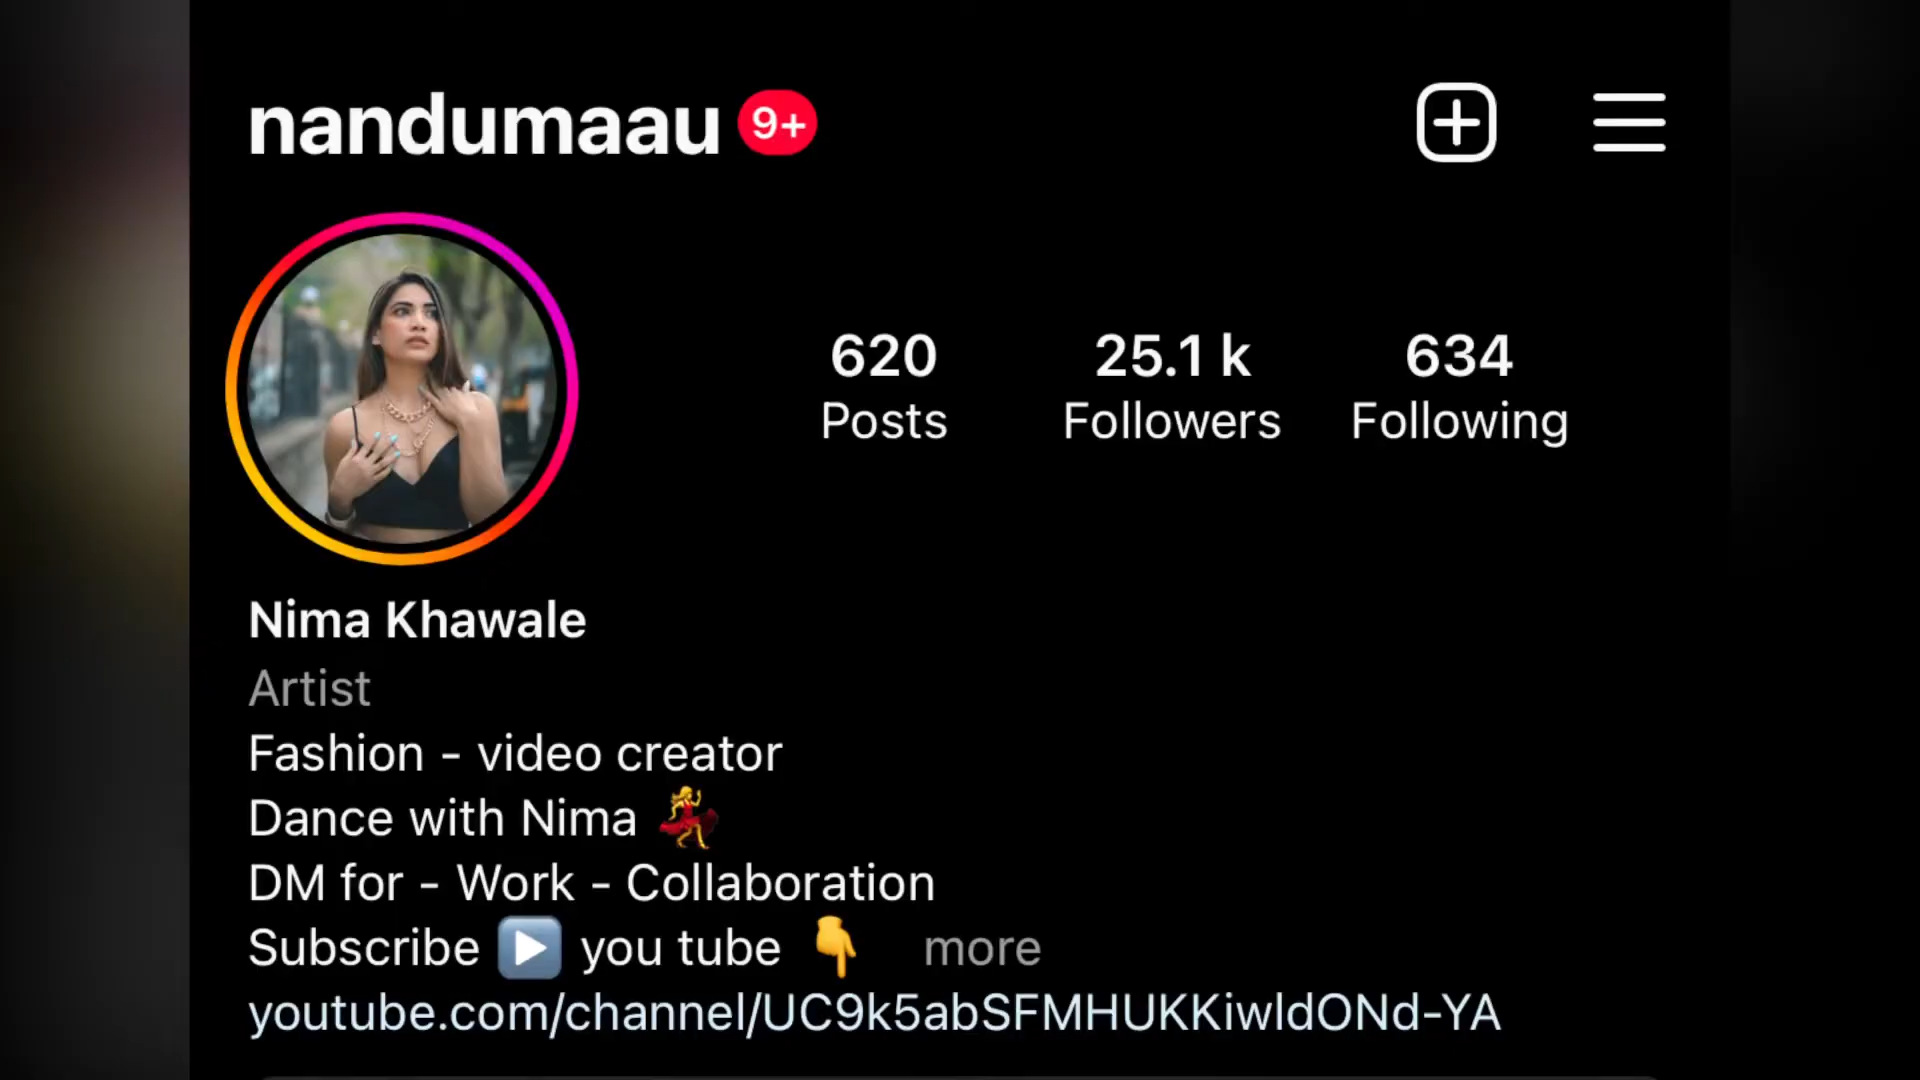 nandumaau 9+
620 25.1 k 634
Posts Followers Following
Nima Khawale
Artist
Fashion - video creator
Dance with Nima 💃
DM for - Work - Collaboration
Subscribe ▶️ you tube 👇 more
youtube.com/channel/UC9k5abSFMHUKKiwldONd-YA